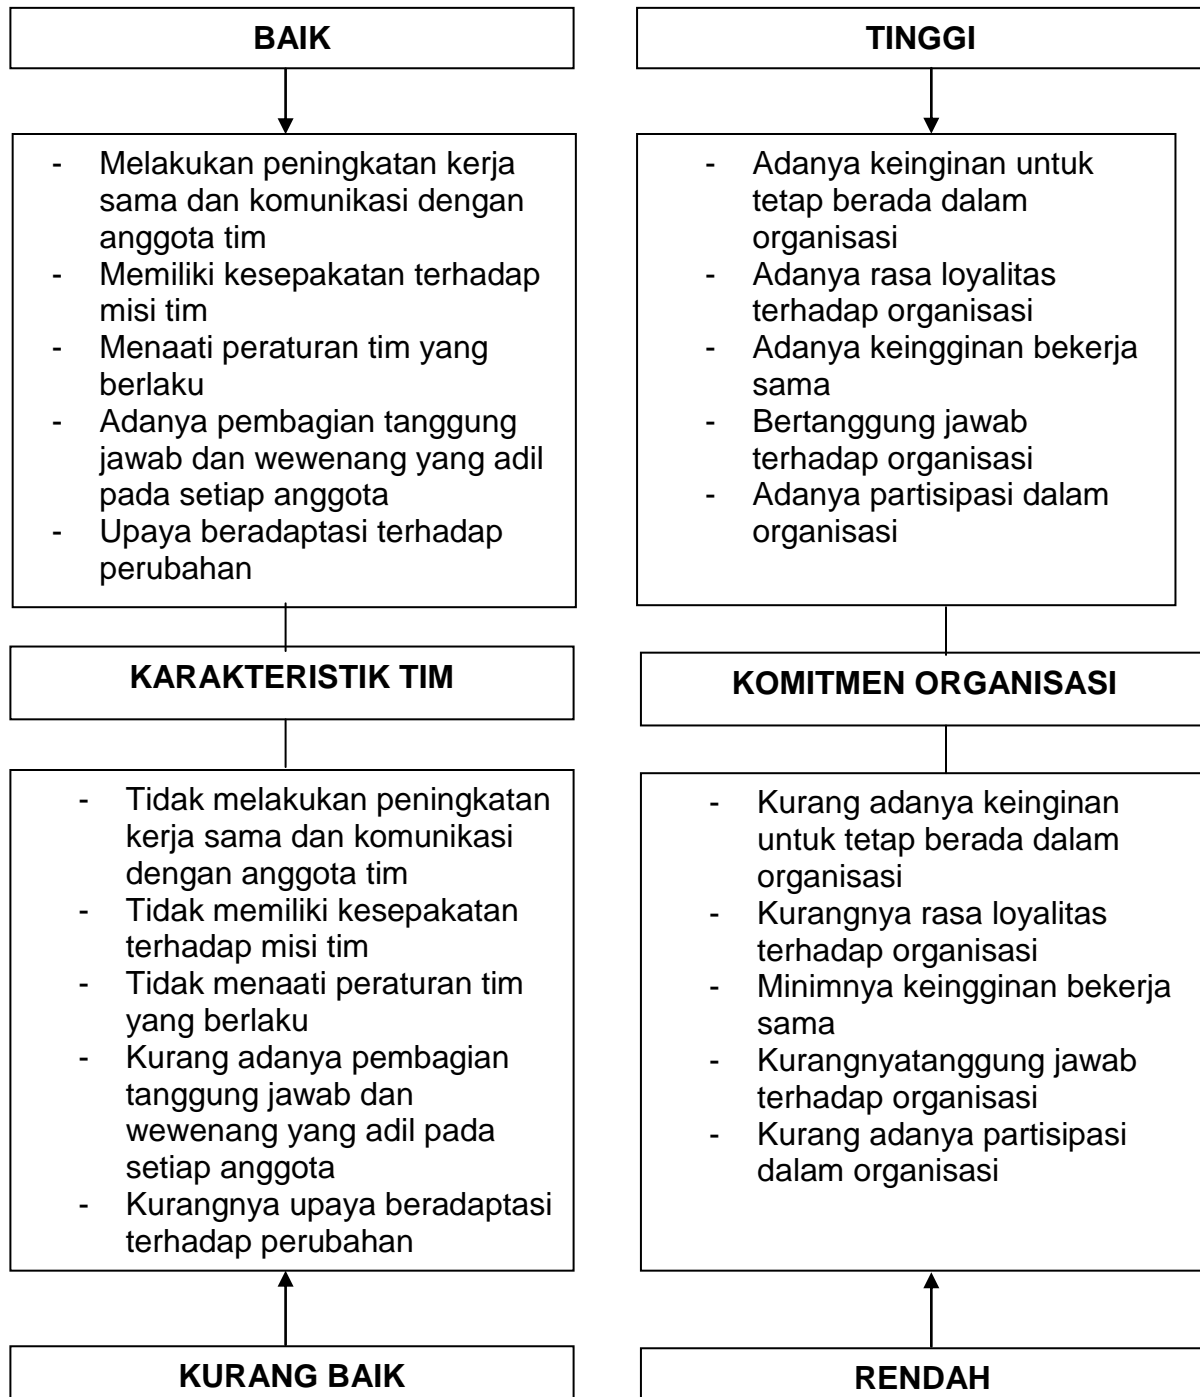 BAIK
Melakukan peningkatan kerja
sama dan komunikasi dengan
anggota tim
- Memiliki kesepakatan terhadap
misi tim
- Menaati peraturan tim yang
berlaku
- Adanya pembagian tanggung
jawab dan wewenang yang adil
pada setiap anggota
- Upaya beradaptasi terhadap
perubahan
KARAKTERISTIK TIM
- Tidak melakukan peningkatan
kerja sama dan komunikasi
dengan anggota tim
- Tidak memiliki kesepakatan
terhadap misi tim
- Tidak menaati peraturan tim
yang berlaku
- Kurang adanya pembagian
tanggung jawab dan
wewenang yang adil pada
setiap anggota
- Kurangnya upaya beradaptasi
terhadap perubahan
KURANG BAIK
TINGGI
- Adanya keinginan untuk
tetap berada dalam
organisasi
- Adanya rasa loyalitas
terhadap organisasi
- Adanya keingginan bekerja
sama
- Bertanggung jawab
terhadap organisasi
- Adanya partisipasi dalam
organisasi
KOMITMEN ORGANISASI
- Kurang adanya keinginan
untuk tetap berada dalam
organisasi
- Kurangnya rasa loyalitas
terhadap organisasi
- Minimnya keingginan bekerja
sama
- Kurangnyatanggung jawab
terhadap organisasi
- Kurang adanya partisipasi
dalam organisasi
RENDAH